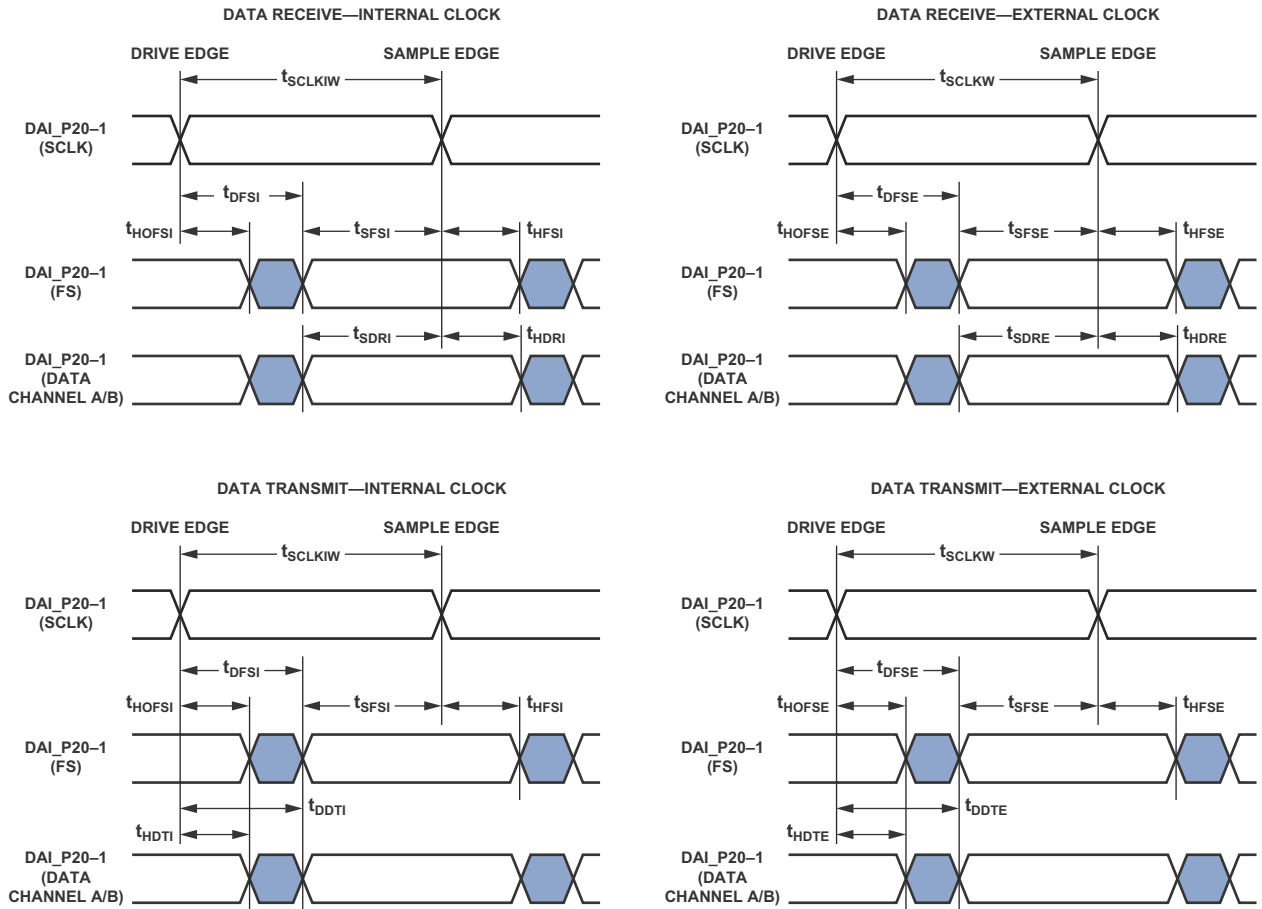 DATA RECEIVE—INTERNAL CLOCK
DRIVE EDGE
SAMPLE EDGE
tSCLKIW
DAI_P20–1
(SCLK)
tDFSI
tHOFSI
tSFSI
tHFSI
DAI_P20–1
(FS)
tSDRI
tHDRI
DAI_P20–1
(DATA
CHANNEL A/B)
DATA RECEIVE—EXTERNAL CLOCK
DRIVE EDGE
SAMPLE EDGE
tSCLKW
DAI_P20–1
(SCLK)
tDFSE
tHOFSE
tSFSE
tHFSE
DAI_P20–1
(FS)
tSDRE
tHDRE
DAI_P20–1
(DATA
CHANNEL A/B)
DATA TRANSMIT—INTERNAL CLOCK
DRIVE EDGE
SAMPLE EDGE
tSCLKIW
DAI_P20–1
(SCLK)
tDFSI
tHOFSI
tSFSI
tHFSI
DAI_P20–1
(FS)
tDDTI
tHDTI
DAI_P20–1
(DATA
CHANNEL A/B)
DATA TRANSMIT—EXTERNAL CLOCK
DRIVE EDGE
SAMPLE EDGE
tSCLKW
DAI_P20–1
(SCLK)
tDFSE
tHOFSE
tSFSE
tHFSE
DAI_P20–1
(FS)
tDDTE
tHDTE
DAI_P20–1
(DATA
CHANNEL A/B)